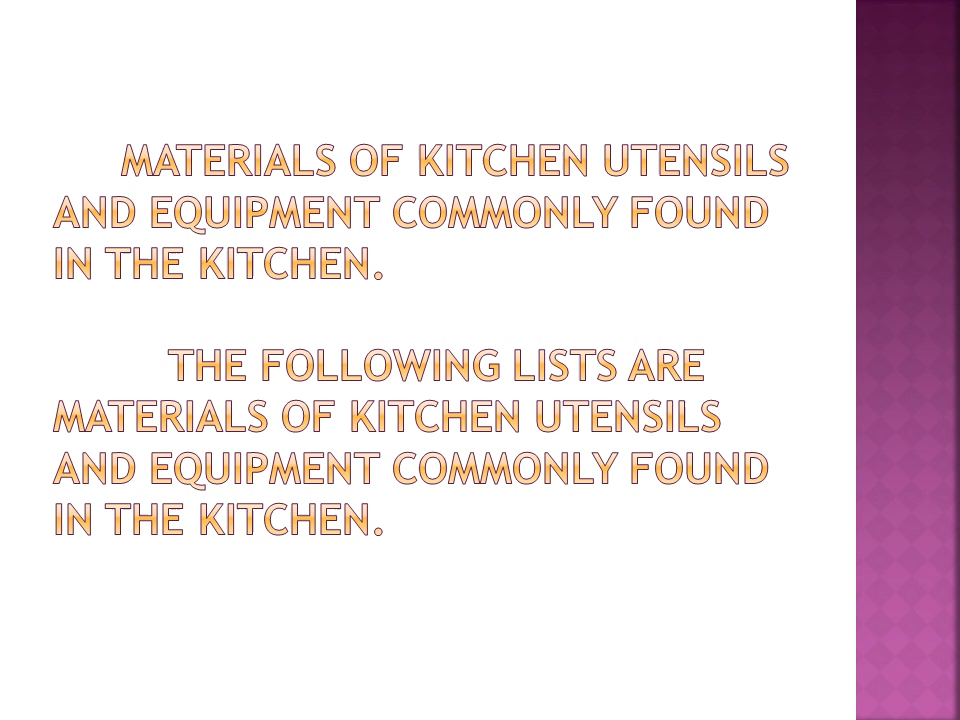 MATERIALS OF KITCHEN UTENSILS
AND EQUIPMENT COMMONLY FOUND
IN THE KITCHEN.
THE FOLLOWING LISTS ARE
MATERIALS OF KITCHEN UTENSILS
AND EQUIPMENT COMMONLY FOUND
IN THE KITCHEN.